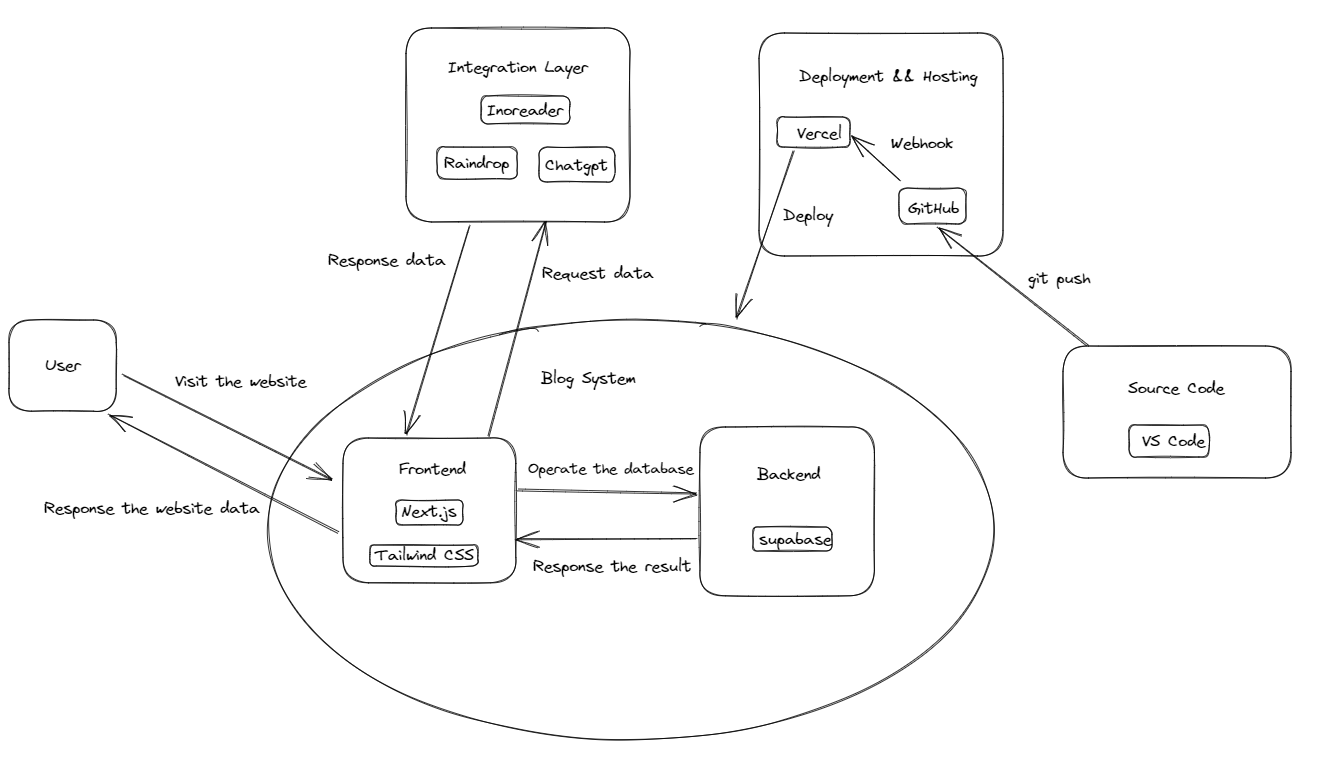 Integration Layer
Inoreader
Raindrop
Chatgpt
Deployment && Hosting
Vercel
Webhook
GitHub
Deploy
Response data
Request data
git push
User
Visit the website
Blog System
Source Code
VS Code
Frontend
Next.js
Tailwind CSS
Operate the database
Backend
supabase
Response the website data
Response the result